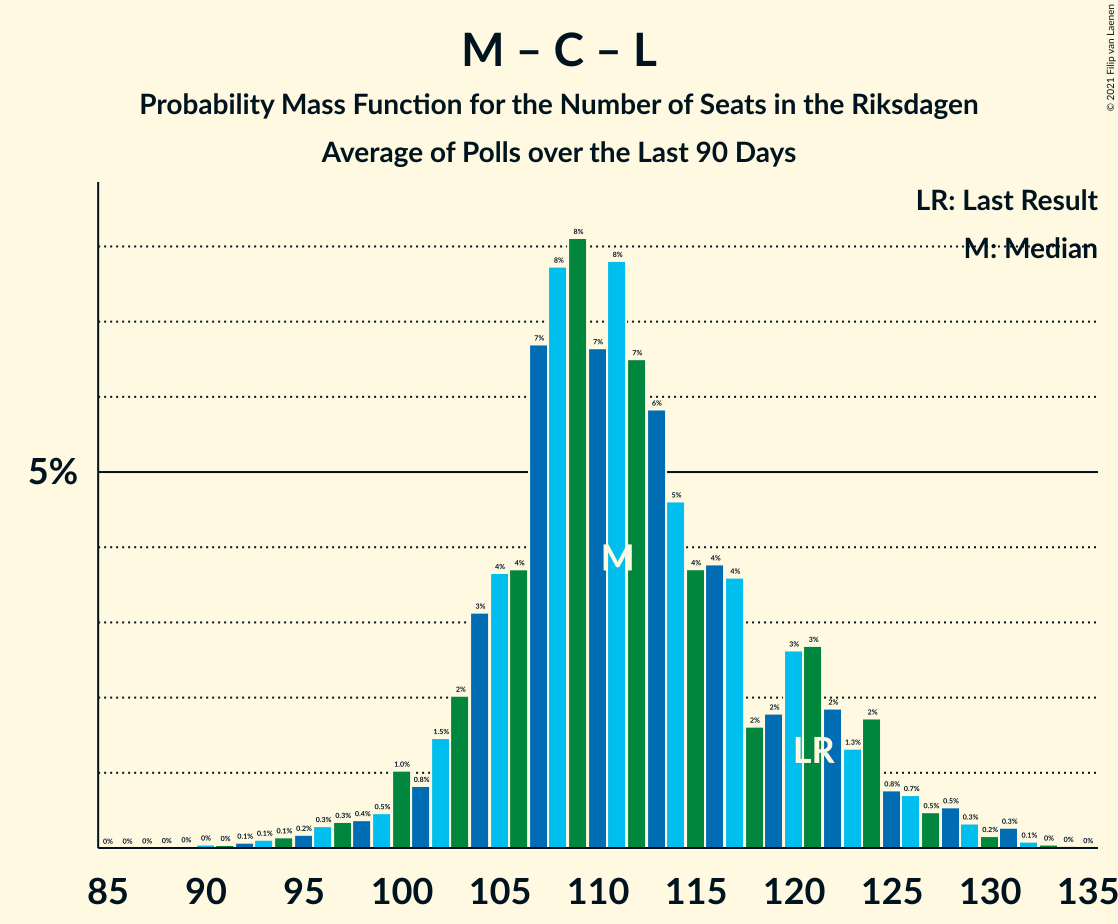 M – C – L
Probability Mass Function for the Number of Seats in the Riksdagen
Average of Polls over the Last 90 Days
© 2021 Filip van Laenen
LR: Last Result
M: Median
5%
0% 0% 0% 0% 0% 0% 0% 0.1% 0.1% 0.1% 0.2% 0.3% 0.3% 0.4% 0.5% 1.0% 0.8% 1.5% 2% 3% 4% 4% 7% 8% 8% 7% 8% 7% 6% 5% 4% 4% 4% 2% 2% 3% 3% 2% 1.3% 2% 0.8% 0.7% 0.5% 0.5% 0.3% 0.2% 0.3% 0.1% 0% 0% 0%
M
LR
85 90 95 100 105 110 115 120 125 130 135